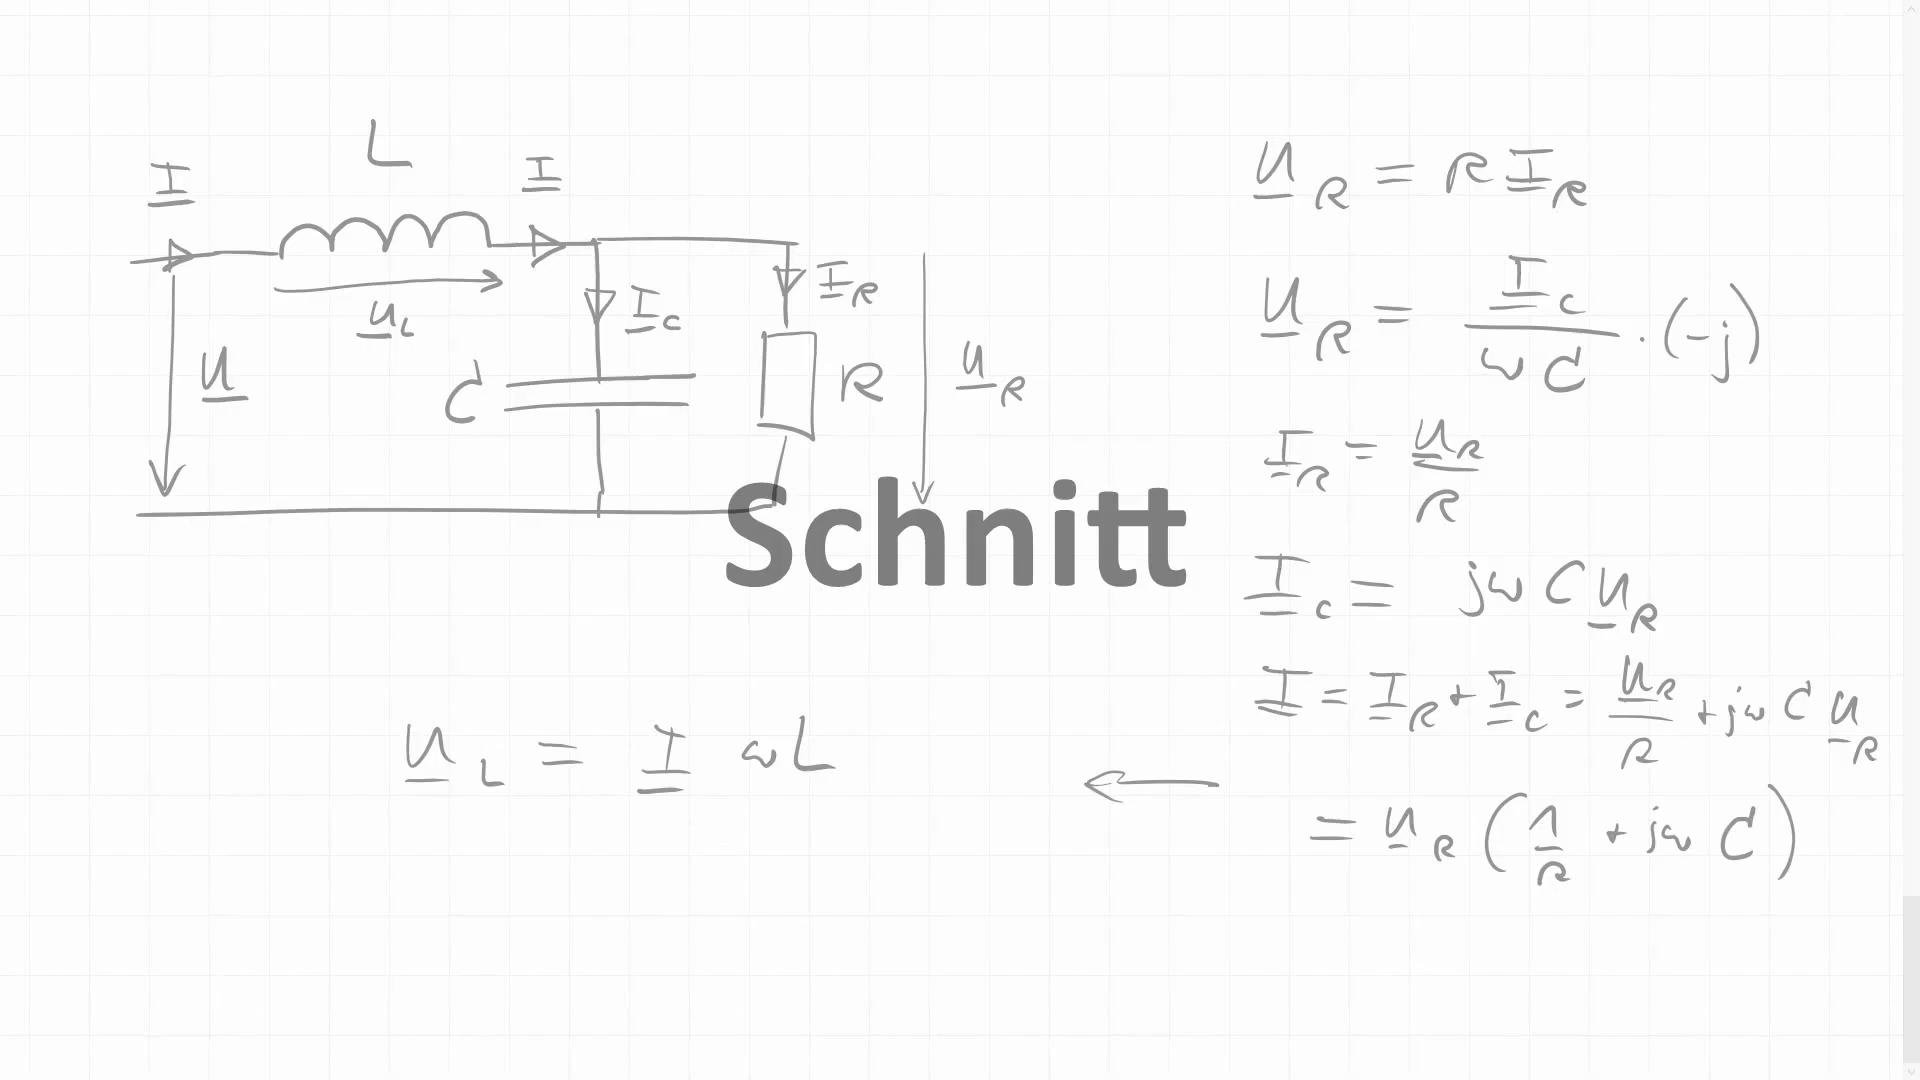 L
I
I
U_L
I_C
I_R
U
C
R
U_R
Schnitt
U_L = I ωL
U_R = R I_R
U_R = I_C / ωC · (-j)
I_R = U_R / R
I_C = jωC U_R
I = I_R + I_C = U_R / R + jωC U_R
= U_R (1/R + jωC)